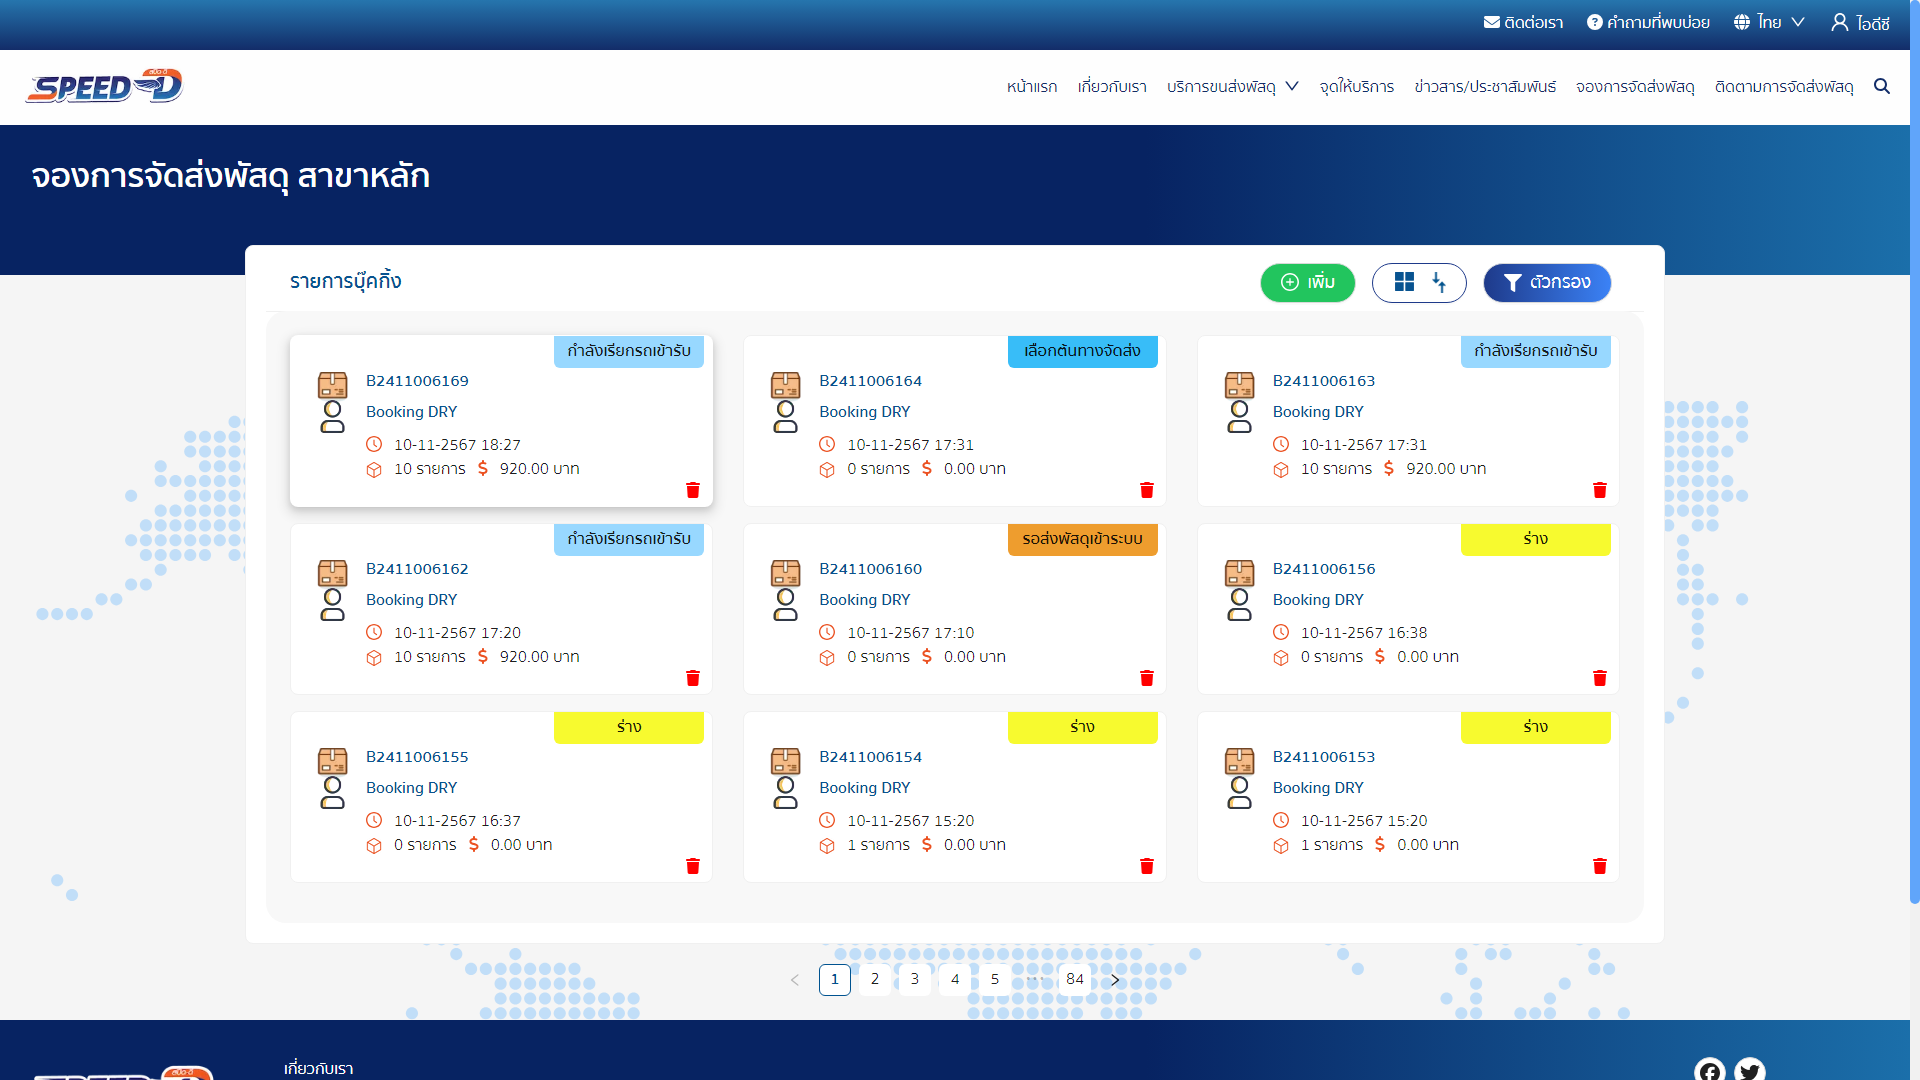 ติดต่อเรา คำถามที่พบบ่อย ไทย ไอดีซี
SPEED-D สปีด-ดี
หน้าแรก เกี่ยวกับเรา บริการขนส่งพัสดุ จุดให้บริการ ข่าวสาร/ประชาสัมพันธ์ จองการจัดส่งพัสดุ ติดตามการจัดส่งพัสดุ
จองการจัดส่งพัสดุ สาขาหลัก
รายการบุ๊คกิ้ง เพิ่ม ตัวกรอง
กำลังเรียกรถเข้ารับ เลือกต้นทางจัดส่ง กำลังเรียกรถเข้ารับ
B2411006169 B2411006164 B2411006163
Booking DRY Booking DRY Booking DRY
10-11-2567 18:27 10-11-2567 17:31 10-11-2567 17:31
10 รายการ $ 920.00 บาท 0 รายการ $ 0.00 บาท 10 รายการ $ 920.00 บาท
กำลังเรียกรถเข้ารับ รอส่งพัสดุเข้าระบบ ร่าง
B2411006162 B2411006160 B2411006156
Booking DRY Booking DRY Booking DRY
10-11-2567 17:20 10-11-2567 17:10 10-11-2567 16:38
10 รายการ $ 920.00 บาท 0 รายการ $ 0.00 บาท 0 รายการ $ 0.00 บาท
ร่าง ร่าง ร่าง
B2411006155 B2411006154 B2411006153
Booking DRY Booking DRY Booking DRY
10-11-2567 16:37 10-11-2567 15:20 10-11-2567 15:20
0 รายการ $ 0.00 บาท 1 รายการ $ 0.00 บาท 1 รายการ $ 0.00 บาท
< 1 2 3 4 5 ••• 84 >
เกี่ยวกับเรา